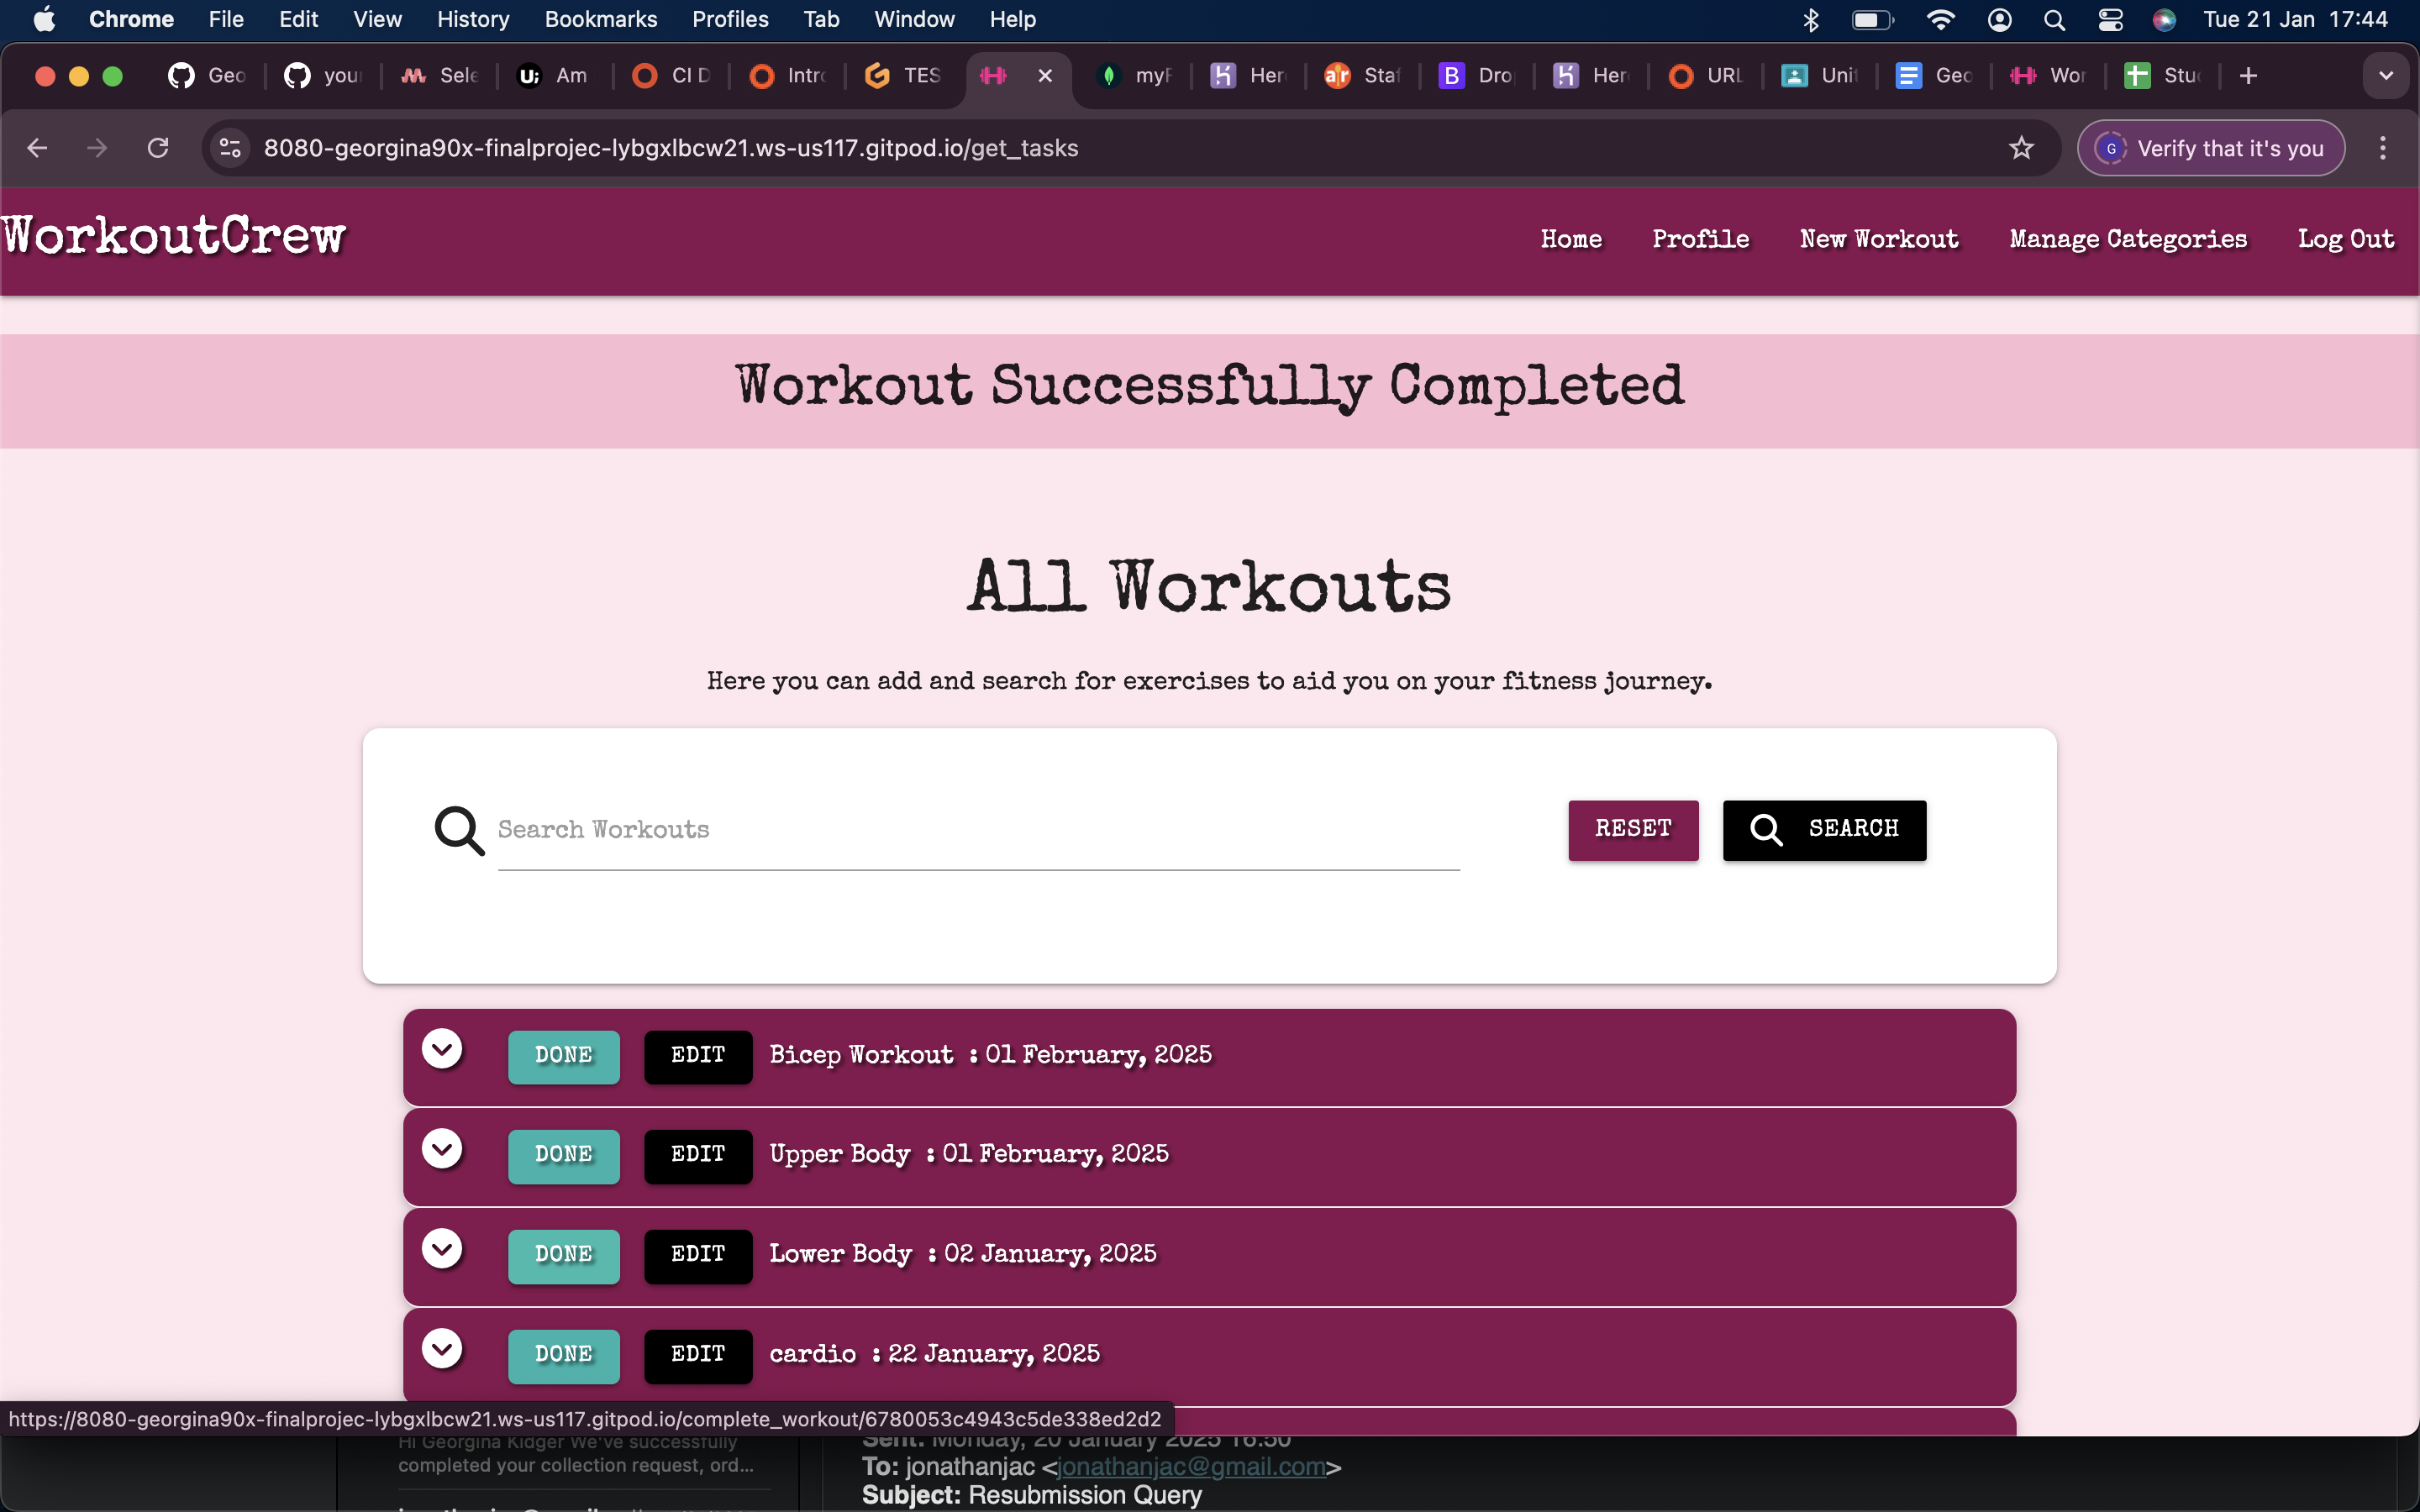 Chrome File Edit View History Bookmarks Profiles Tab Window Help Tue 21 Jan 17:44
Geo you Sele Am CI D Intro TES myF Her Staf Drop Her URL Unit Geo Wor Stud
8080-georgina90x-finalprojec-lybgxlbcw21.ws-us117.gitpod.io/get_tasks G Verify that it's you
WorkoutCrew Home Profile New Workout Manage Categories Log Out
Workout Successfully Completed
All Workouts
Here you can add and search for exercises to aid you on your fitness journey.
Search Workouts RESET SEARCH
DONE EDIT Bicep Workout : 01 February, 2025
DONE EDIT Upper Body : 01 February, 2025
DONE EDIT Lower Body : 02 January, 2025
DONE EDIT cardio : 22 January, 2025
https://8080-georgina90x-finalprojec-lybgxlbcw21.ws-us117.gitpod.io/complete_workout/6780053c4943c5de338ed2d2
Hi Georgina Kidger We've successfully
completed your collection request, ord...
Sent: Monday, 20 January 2025 16:50
To: jonathanjac <jonathanjac@gmail.com>
Subject: Resubmission Query